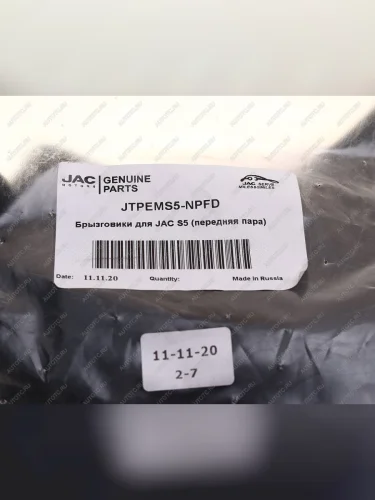 JAC MOTORS
GENUINE PARTS
JTPEMS5-NPFD
Брызговики для JAC S5 (передняя пара)
Date: 11.11.20 Quantity: Made in Russia
11-11-20
2-7